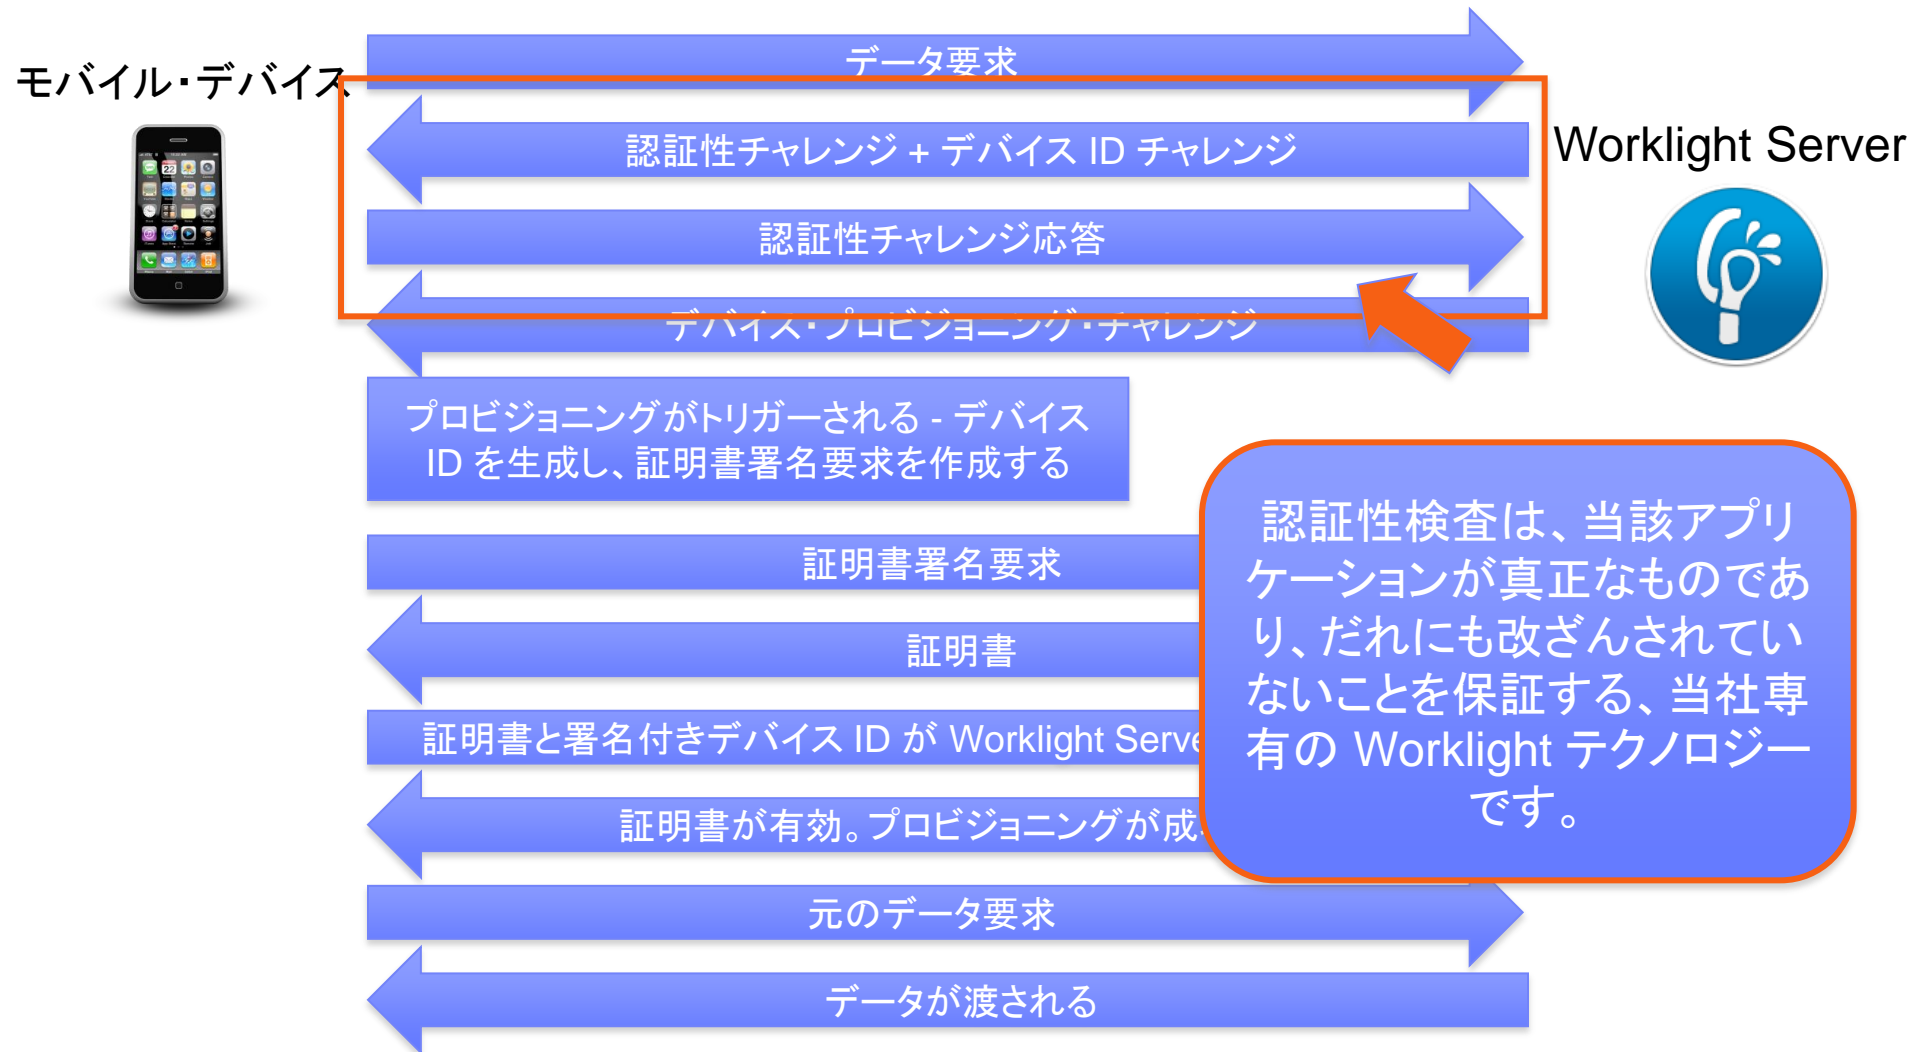 データ要求
モバイル・デバイス
認証性チャレンジ + デバイス ID チャレンジ
Worklight Server
認証性チャレンジ応答
デバイス・プロビジョニング・チャレンジ
プロビジョニングがトリガーされる - デバイス
ID を生成し、証明書署名要求を作成する
証明書署名要求
証明書
証明書と署名付きデバイス ID が Worklight
証明書が有効。プロビジョニングが
認証性検査は、当該アプリ
ケーションが真正なものであ
り、だれにも改ざんされてい
ないことを保証する、当社専
有の Worklight テクノロジー
です。
元のデータ要求
データが渡される